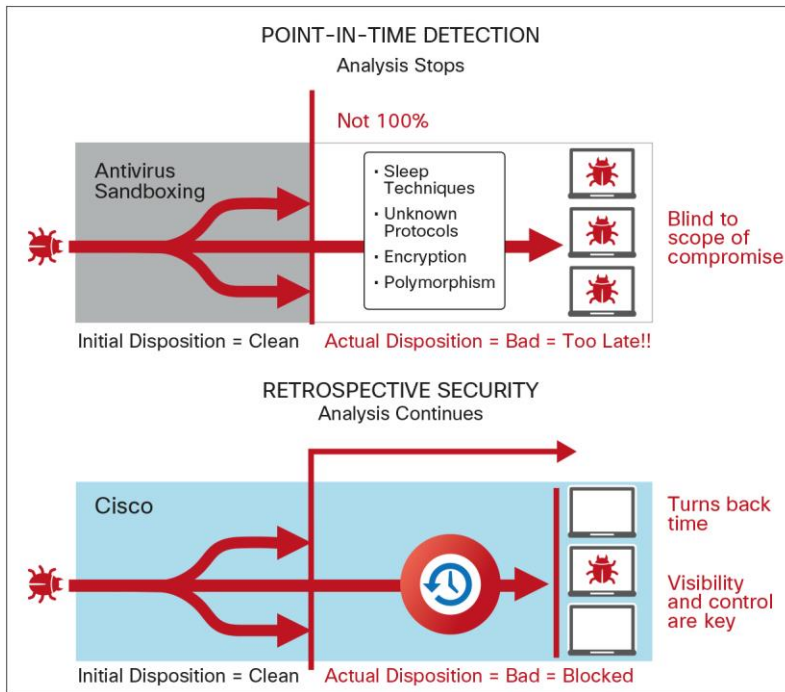 POINT-IN-TIME DETECTION
Analysis Stops
Not 100%
Antivirus
Sandboxing
· Sleep
Techniques
· Unknown
Protocols
· Encryption
· Polymorphism
Blind to
scope of
compromise
Initial Disposition = Clean
Actual Disposition = Bad = Too Late!!
RETROSPECTIVE SECURITY
Analysis Continues
Cisco
Turns back
time
Visibility
and control
are key
Initial Disposition = Clean
Actual Disposition = Bad = Blocked